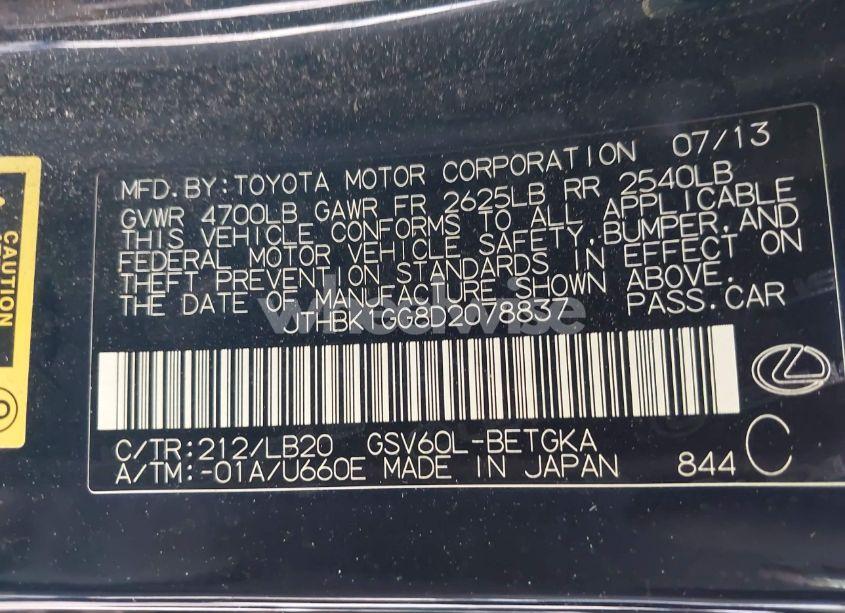 MFD.BY:TOYOTA MOTOR CORPORATION 07/13
GVWR 4700LB GAWR FR 2625LB RR 2540LB
THIS VEHICLE CONFORMS TO ALL APPLICABLE
FEDERAL MOTOR VEHICLE SAFETY,BUMPER,AND
THEFT PREVENTION STANDARDS IN EFFECT ON
THE DATE OF MANUFACTURE SHOWN ABOVE.
JTHBK1GG8D2078837 PASS.CAR
wheelwise
C/TR:212/LB20 GSV60L-BETGKA
A/TM:-01A/U660E MADE IN JAPAN 844 C
CAUTION